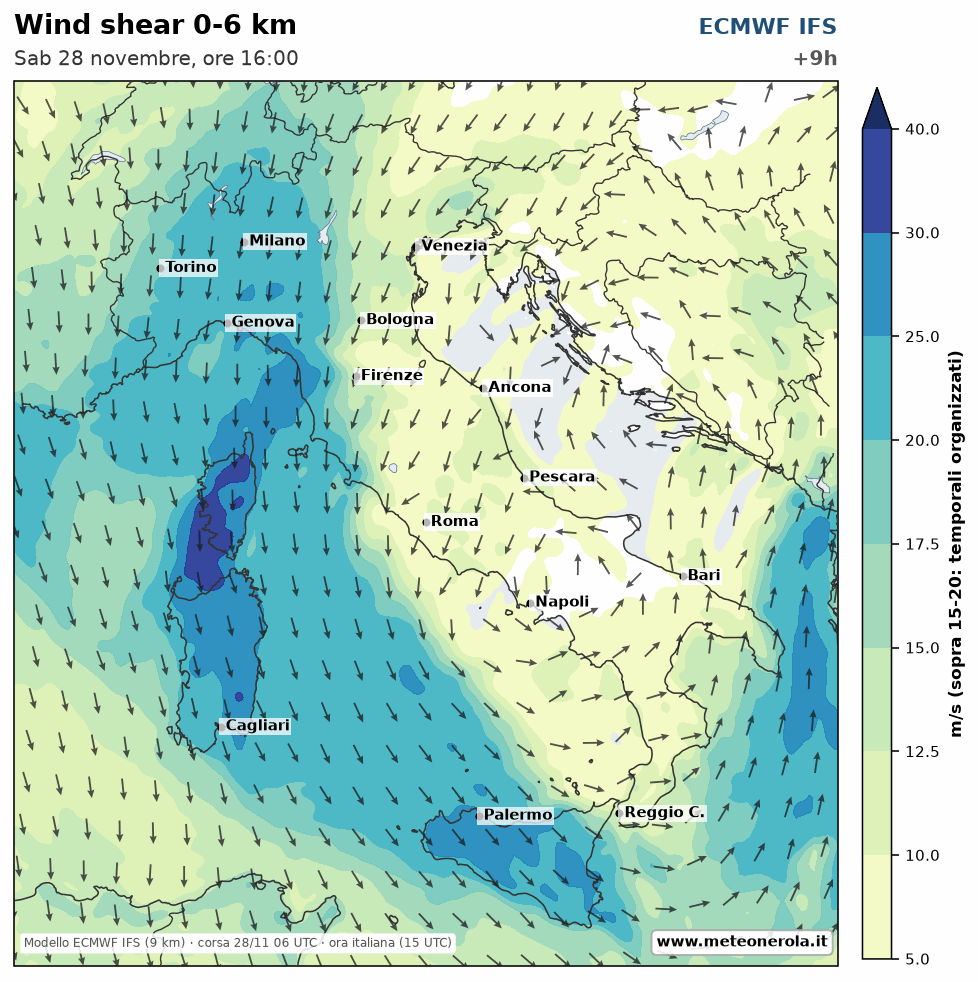 Wind shear 0-6 km
ECMWF IFS
Sab 28 novembre, ore 16:00
+9h
Milano
Venezia
Torino
Genova
Bologna
Firenze
Ancona
Pescara
Roma
Bari
Napoli
Cagliari
Palermo
Reggio C.
40.0
30.0
25.0
20.0
17.5
15.0
12.5
10.0
5.0
m/s (sopra 15-20: temporali organizzati)
Modello ECMWF IFS (9 km) · corsa 28/11 06 UTC · ora italiana (15 UTC)
www.meteonerola.it